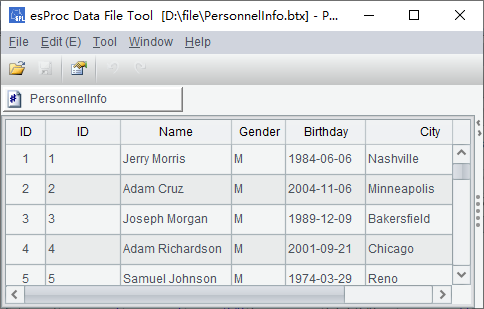 esProc Data File Tool [D:\file\PersonnelInfo.btx] - P...
File Edit (E) Tool Window Help
PersonnelInfo
ID ID Name Gender Birthday City
1 1 Jerry Morris M 1984-06-06 Nashville
2 2 Adam Cruz M 2004-11-06 Minneapolis
3 3 Joseph Morgan M 1989-12-09 Bakersfield
4 4 Adam Richardson M 2001-09-21 Chicago
5 5 Samuel Johnson M 1974-03-29 Reno